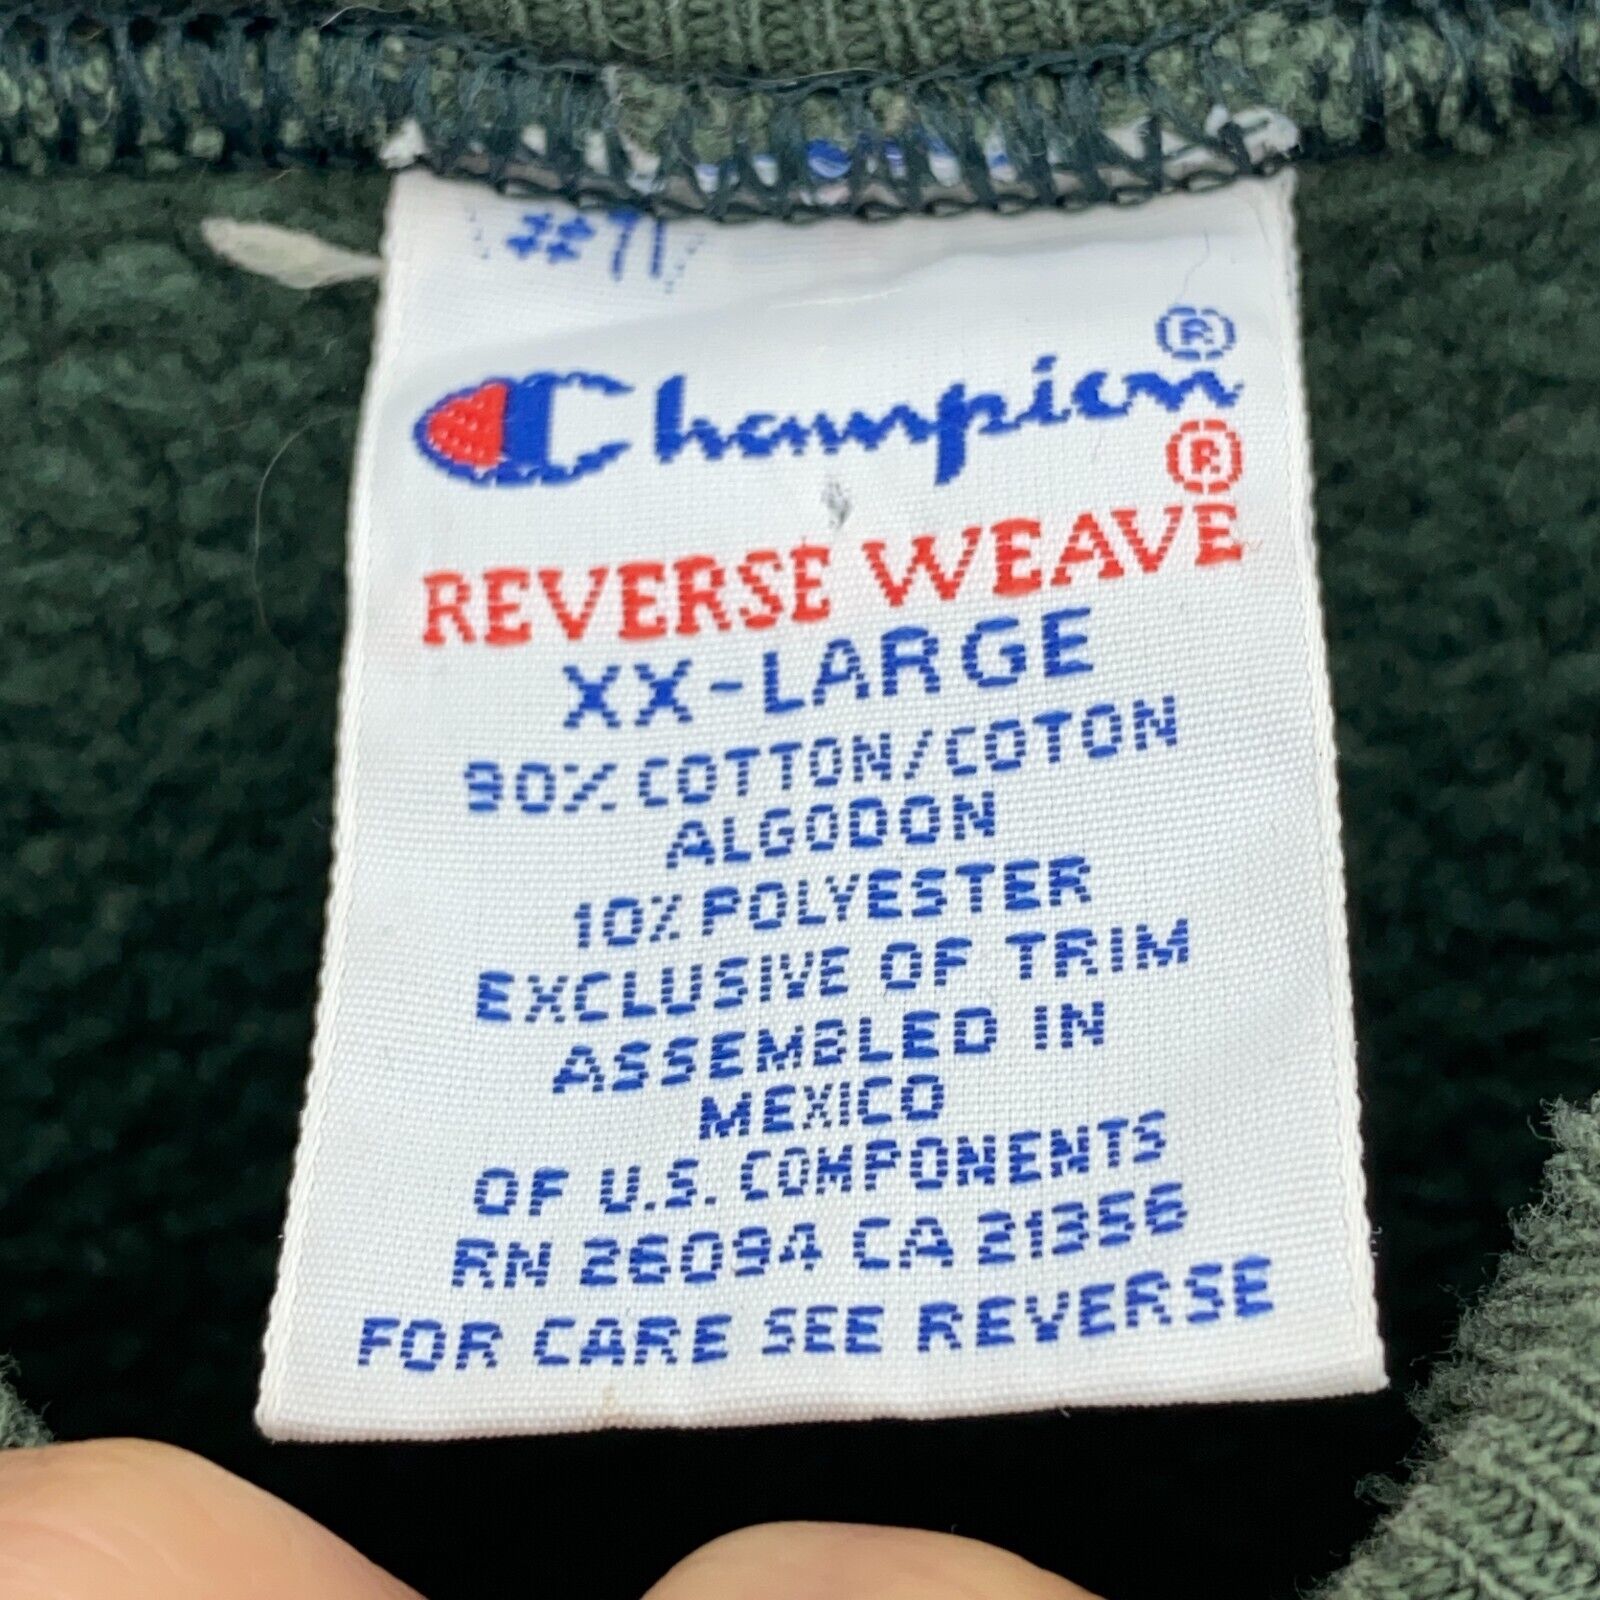 Champion®
REVERSE WEAVE®
XX-LARGE
90% COTTON/COTON
ALGODON
10% POLYESTER
EXCLUSIVE OF TRIM
ASSEMBLED IN
MEXICO
OF U.S. COMPONENTS
RN 26094 CA 21356
FOR CARE SEE REVERSE